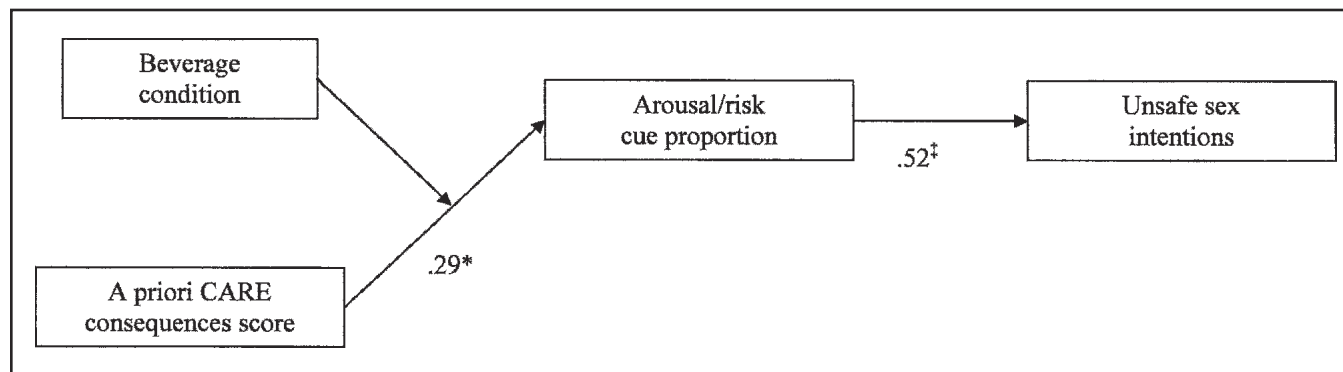 Beverage
condition
Arousal/risk
cue proportion
Unsafe sex
intentions
.52‡
.29*
A priori CARE
consequences score